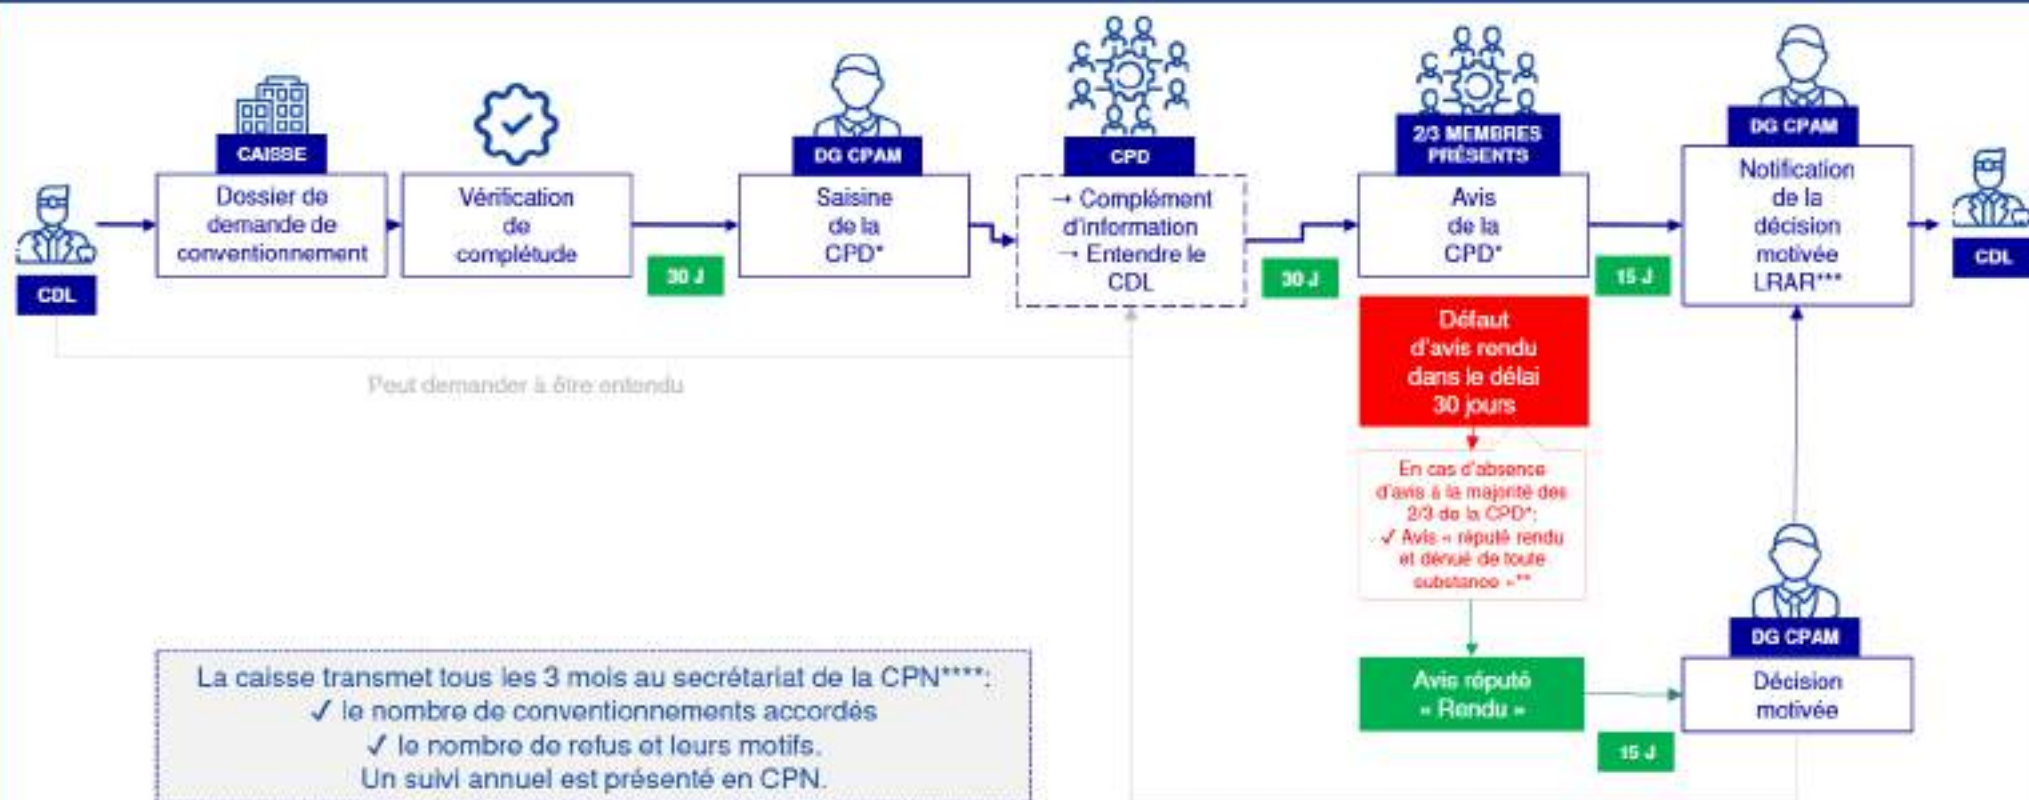 CDL
CAISSE
Dossier de
demande de
conventionnement
Vérification
de
complétude
30 J
DG CPAM
Saisine
de la
CPD*
CPD
→ Complément
d'information
→ Entendre le
CDL
30 J
2/3 MEMBRES
PRÉSENTS
Avis
de la
CPD*
15 J
DG CPAM
Notification
de la
décision
motivée
LRAR***
CDL
Peut demander à être entendu
Défaut
d'avis rendu
dans le délai
30 jours
En cas d'absence
d'avis à la majorité des
2/3 de la CPD*:
✓ Avis « réputé rendu
et dénué de toute
substance »**
Avis réputé
« Rendu »
15 J
DG CPAM
Décision
motivée
La caisse transmet tous les 3 mois au secrétariat de la CPN****:
✓ le nombre de conventionnements accordés
✓ le nombre de refus et leurs motifs.
Un suivi annuel est présenté en CPN.